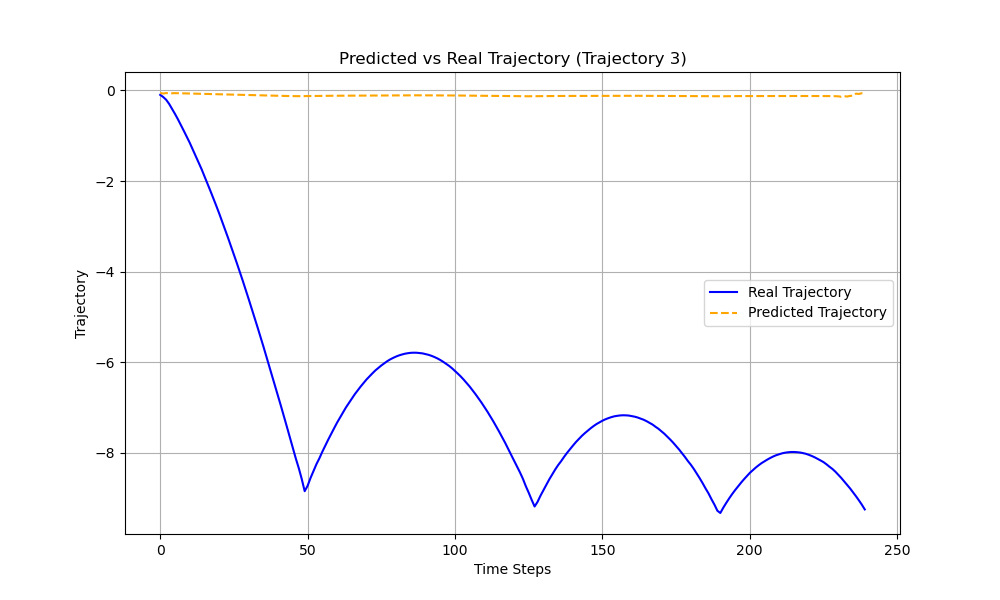 Predicted vs Real Trajectory (Trajectory 3)
0
−2
−4
−6
−8
Trajectory
Real Trajectory
Predicted Trajectory
0
50
100
150
200
250
Time Steps